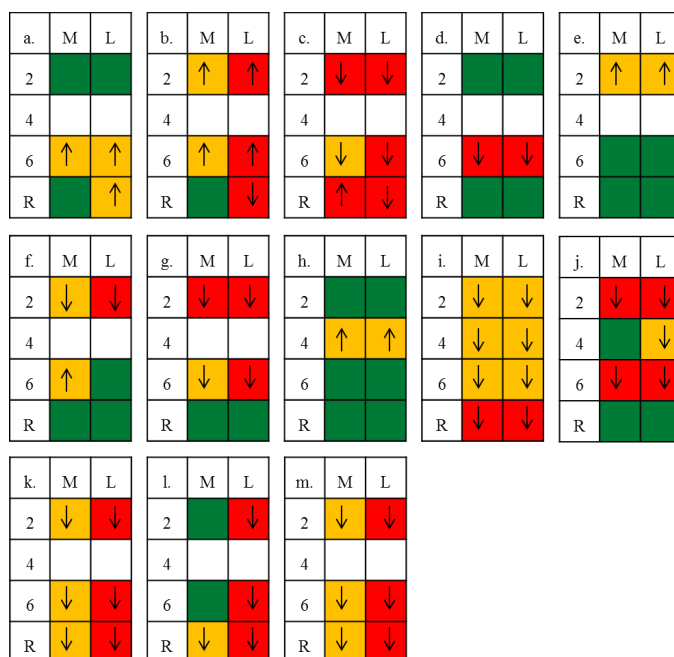 a. M L b. M L c. M L d. M L e. M L
2 2 ↑ ↑ 2 ↓ ↓ 2 2 ↑ ↑
4 4 4 4 4
6 ↑ ↑ 6 ↑ ↑ 6 ↓ ↓ 6 ↓ ↓ 6
R ↑ R ↓ R ↑ ↓ R R
f. M L g. M L h. M L i. M L j. M L
2 ↓ ↓ 2 ↓ ↓ 2 2 ↓ ↓ 2 ↓ ↓
4 4 4 ↑ ↑ 4 ↓ ↓ 4 ↓
6 ↑ 6 ↓ ↓ 6 6 ↓ ↓ 6 ↓ ↓
R R R R ↓ ↓ R
k. M L l. M L m. M L
2 ↓ ↓ 2 ↓ 2 ↓ ↓
4 4 4
6 ↓ ↓ 6 ↓ 6 ↓ ↓
R ↓ ↓ R ↓ ↓ R ↓ ↓